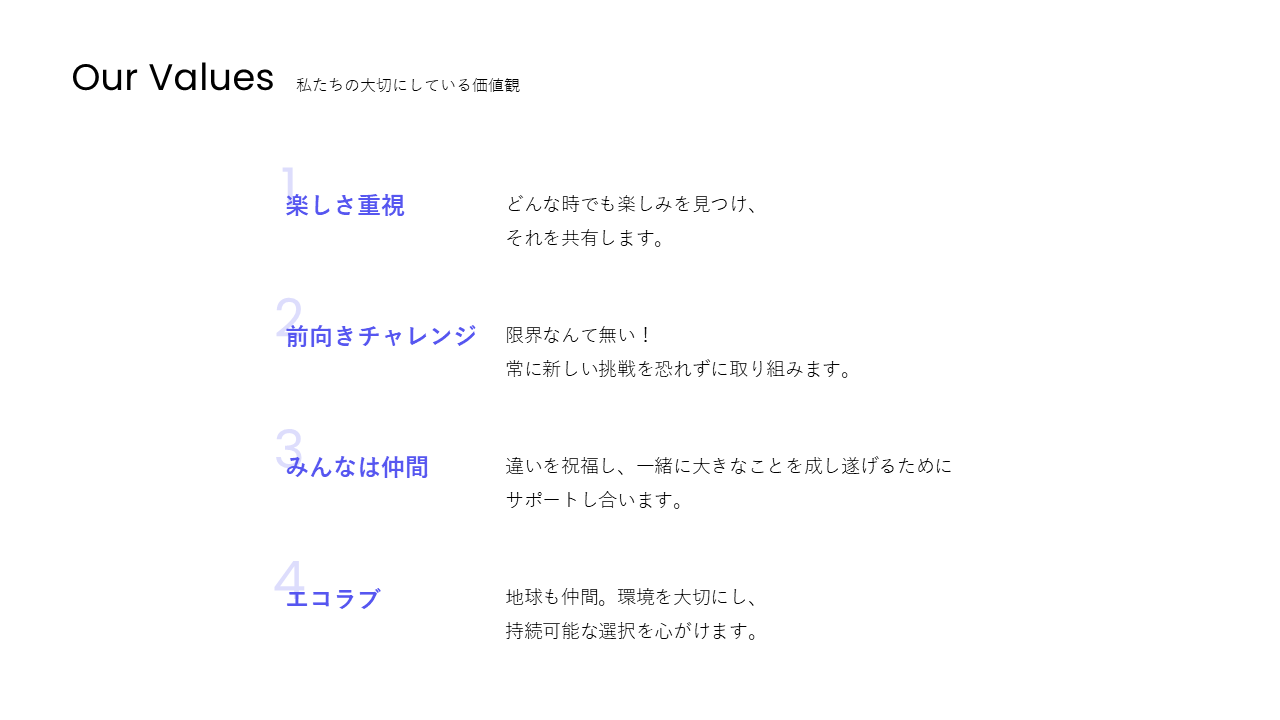 Our Values 私たちの大切にしている価値観
1
楽しさ重視
どんな時でも楽しみを見つけ、
それを共有します。
2
前向きチャレンジ
限界なんて無い！
常に新しい挑戦を恐れずに取り組みます。
3
みんなは仲間
違いを祝福し、一緒に大きなことを成し遂げるために
サポートし合います。
4
エコラブ
地球も仲間。環境を大切にし、
持続可能な選択を心がけます。